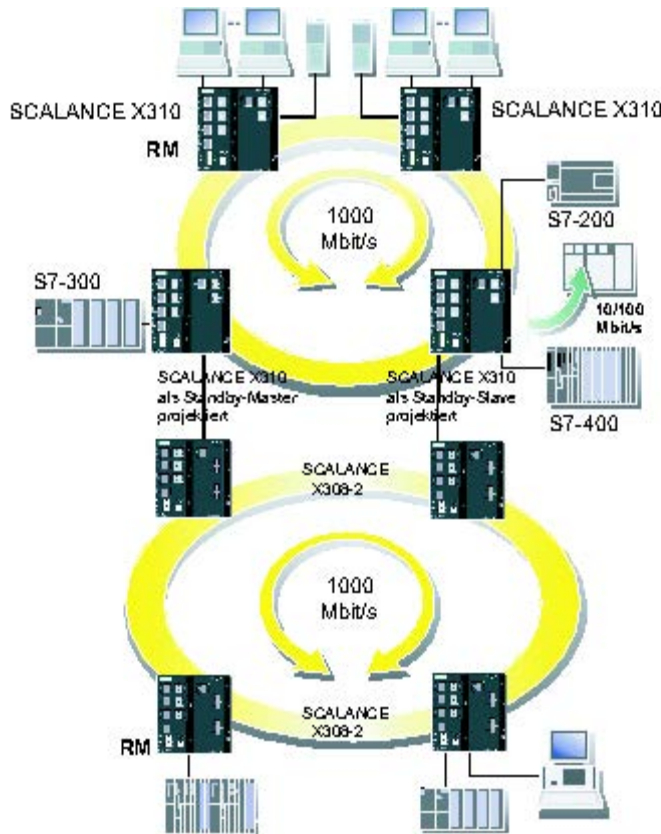 SCALANCE X310
RM
SCALANCE X310
1000
Mbit/s
S7-200
S7-300
10/100
Mbit/s
SCALANCE X310
als Standby-Master
projektiert
SCALANCE X310
als Standby-Slave
projektiert
S7-400
SCALANCE
X308-2
1000
Mbit/s
SCALANCE
X308-2
RM